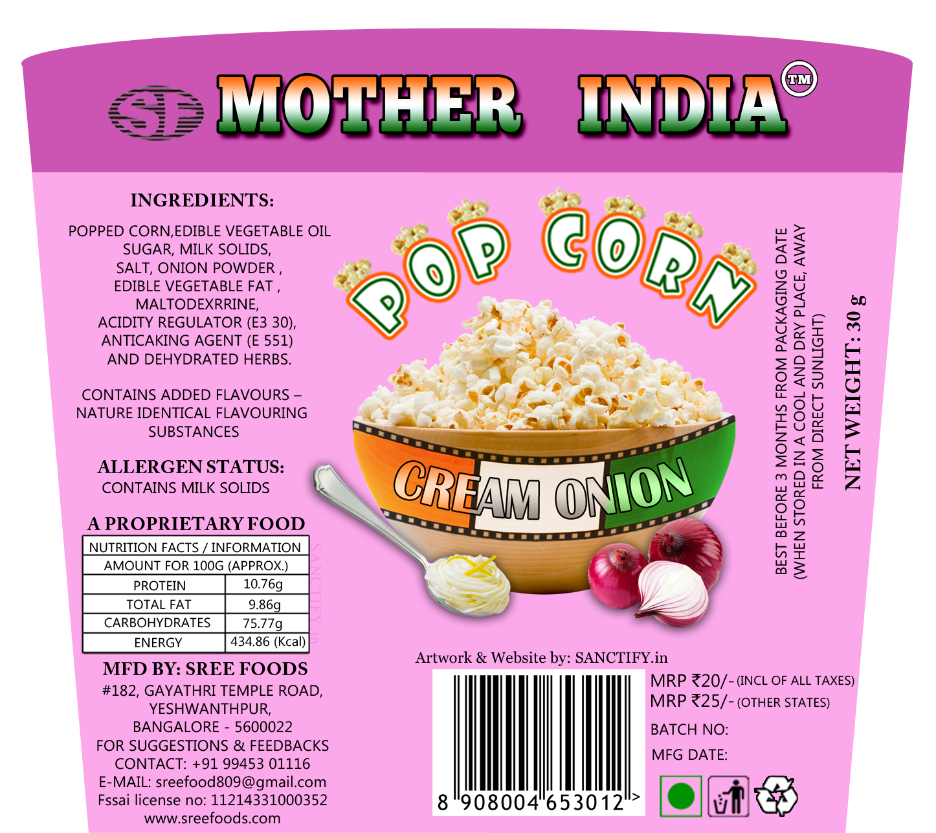 SF MOTHER INDIA TM
INGREDIENTS:
POPPED CORN,EDIBLE VEGETABLE OIL
SUGAR, MILK SOLIDS,
SALT, ONION POWDER ,
EDIBLE VEGETABLE FAT ,
MALTODEXRRINE,
ACIDITY REGULATOR (E3 30),
ANTICAKING AGENT (E 551)
AND DEHYDRATED HERBS.
CONTAINS ADDED FLAVOURS –
NATURE IDENTICAL FLAVOURING
SUBSTANCES
ALLERGEN STATUS:
CONTAINS MILK SOLIDS
A PROPRIETARY FOOD
NUTRITION FACTS / INFORMATION
AMOUNT FOR 100G (APPROX.)
PROTEIN 10.76g
TOTAL FAT 9.86g
CARBOHYDRATES 75.77g
ENERGY 434.86 (Kcal)
SANCTIFY.in
MFD BY: SREE FOODS
#182, GAYATHRI TEMPLE ROAD,
YESHWANTHPUR,
BANGALORE - 5600022
FOR SUGGESTIONS & FEEDBACKS
CONTACT: +91 99453 01116
E-MAIL: sreefood809@gmail.com
Fssai license no: 11214331000352
www.sreefoods.com
POP CORN
CREAM ONION
Artwork & Website by: SANCTIFY.in
8 908004 653012 >
BEST BEFORE 3 MONTHS FROM PACKAGING DATE
(WHEN STORED IN A COOL AND DRY PLACE, AWAY
FROM DIRECT SUNLIGHT)
NET WEIGHT: 30 g
MRP ₹20/- (INCL OF ALL TAXES)
MRP ₹25/- (OTHER STATES)
BATCH NO:
MFG DATE: